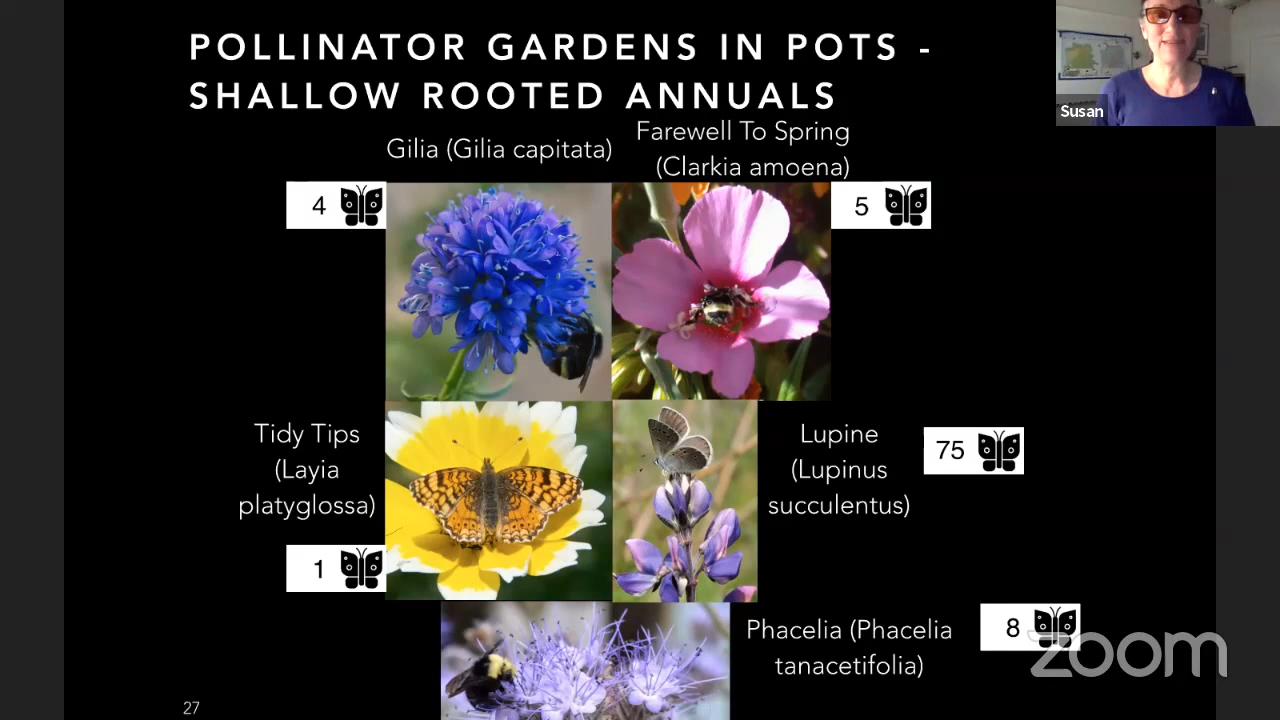 POLLINATOR GARDENS IN POTS -
SHALLOW ROOTED ANNUALS
Susan
Gilia (Gilia capitata)
Farewell To Spring
(Clarkia amoena)
4
5
Tidy Tips
(Layia
platyglossa)
1
Lupine
(Lupinus
succulentus)
75
Phacelia (Phacelia
tanacetifolia)
8
zoom
27